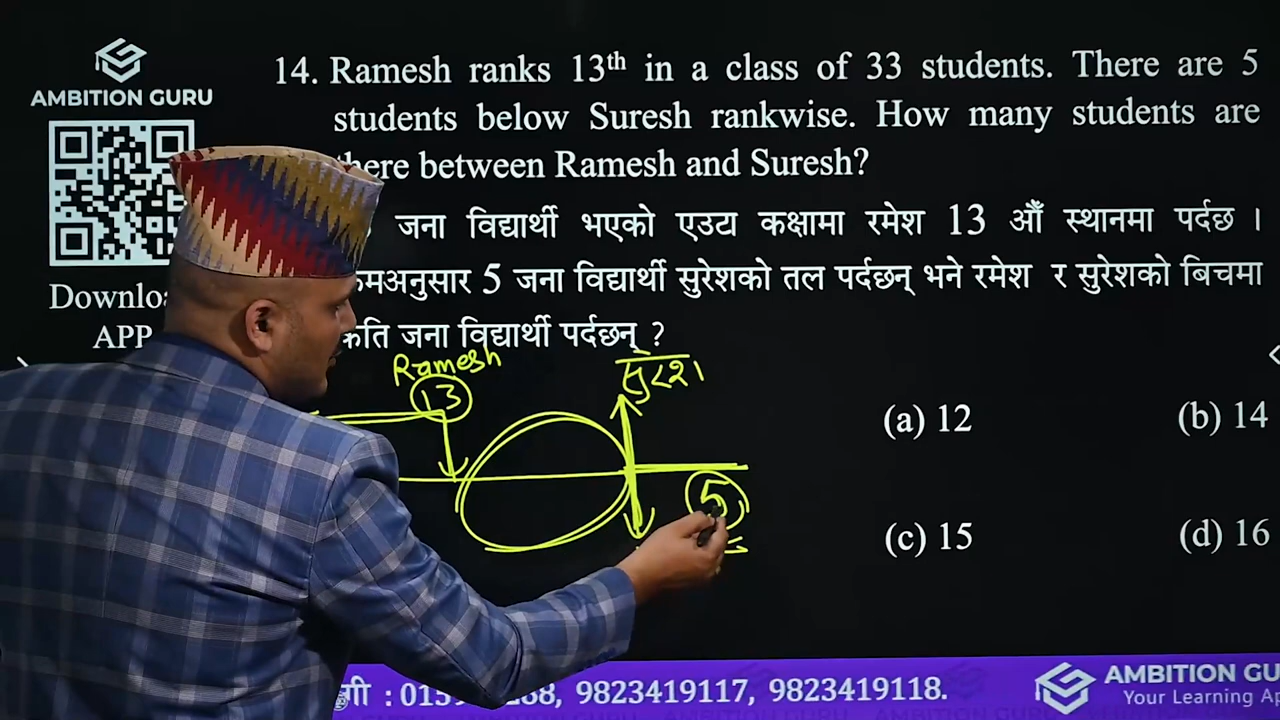 AMBITION GURU
14. Ramesh ranks 13th in a class of 33 students. There are 5
students below Suresh rankwise. How many students are
there between Ramesh and Suresh?
जना विद्यार्थी भएको एउटा कक्षामा रमेश 13 औँ स्थानमा पर्दछ ।
क्रमअनुसार 5 जना विद्यार्थी सुरेशको तल पर्दछन् भने रमेश र सुरेशको बिचमा
कति जना विद्यार्थी पर्दछन् ?
Downlo
APP
Ramesh
13
सुरेश
5
(a) 12
(b) 14
(c) 15
(d) 16
9823419117, 9823419118.
AMBITION GU
Your Learning Ap